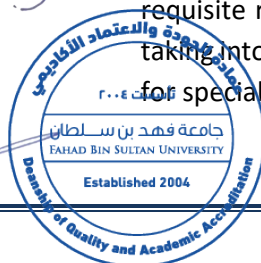 requisite
taking into
for special
عمادة الجودة والاعتماد الأكاديمي
تأسست ٢٠٠٤
جامعة فهد بن سلطان
FAHAD BIN SULTAN UNIVERSITY
Established 2004
Deanship of Quality and Academic Accreditation